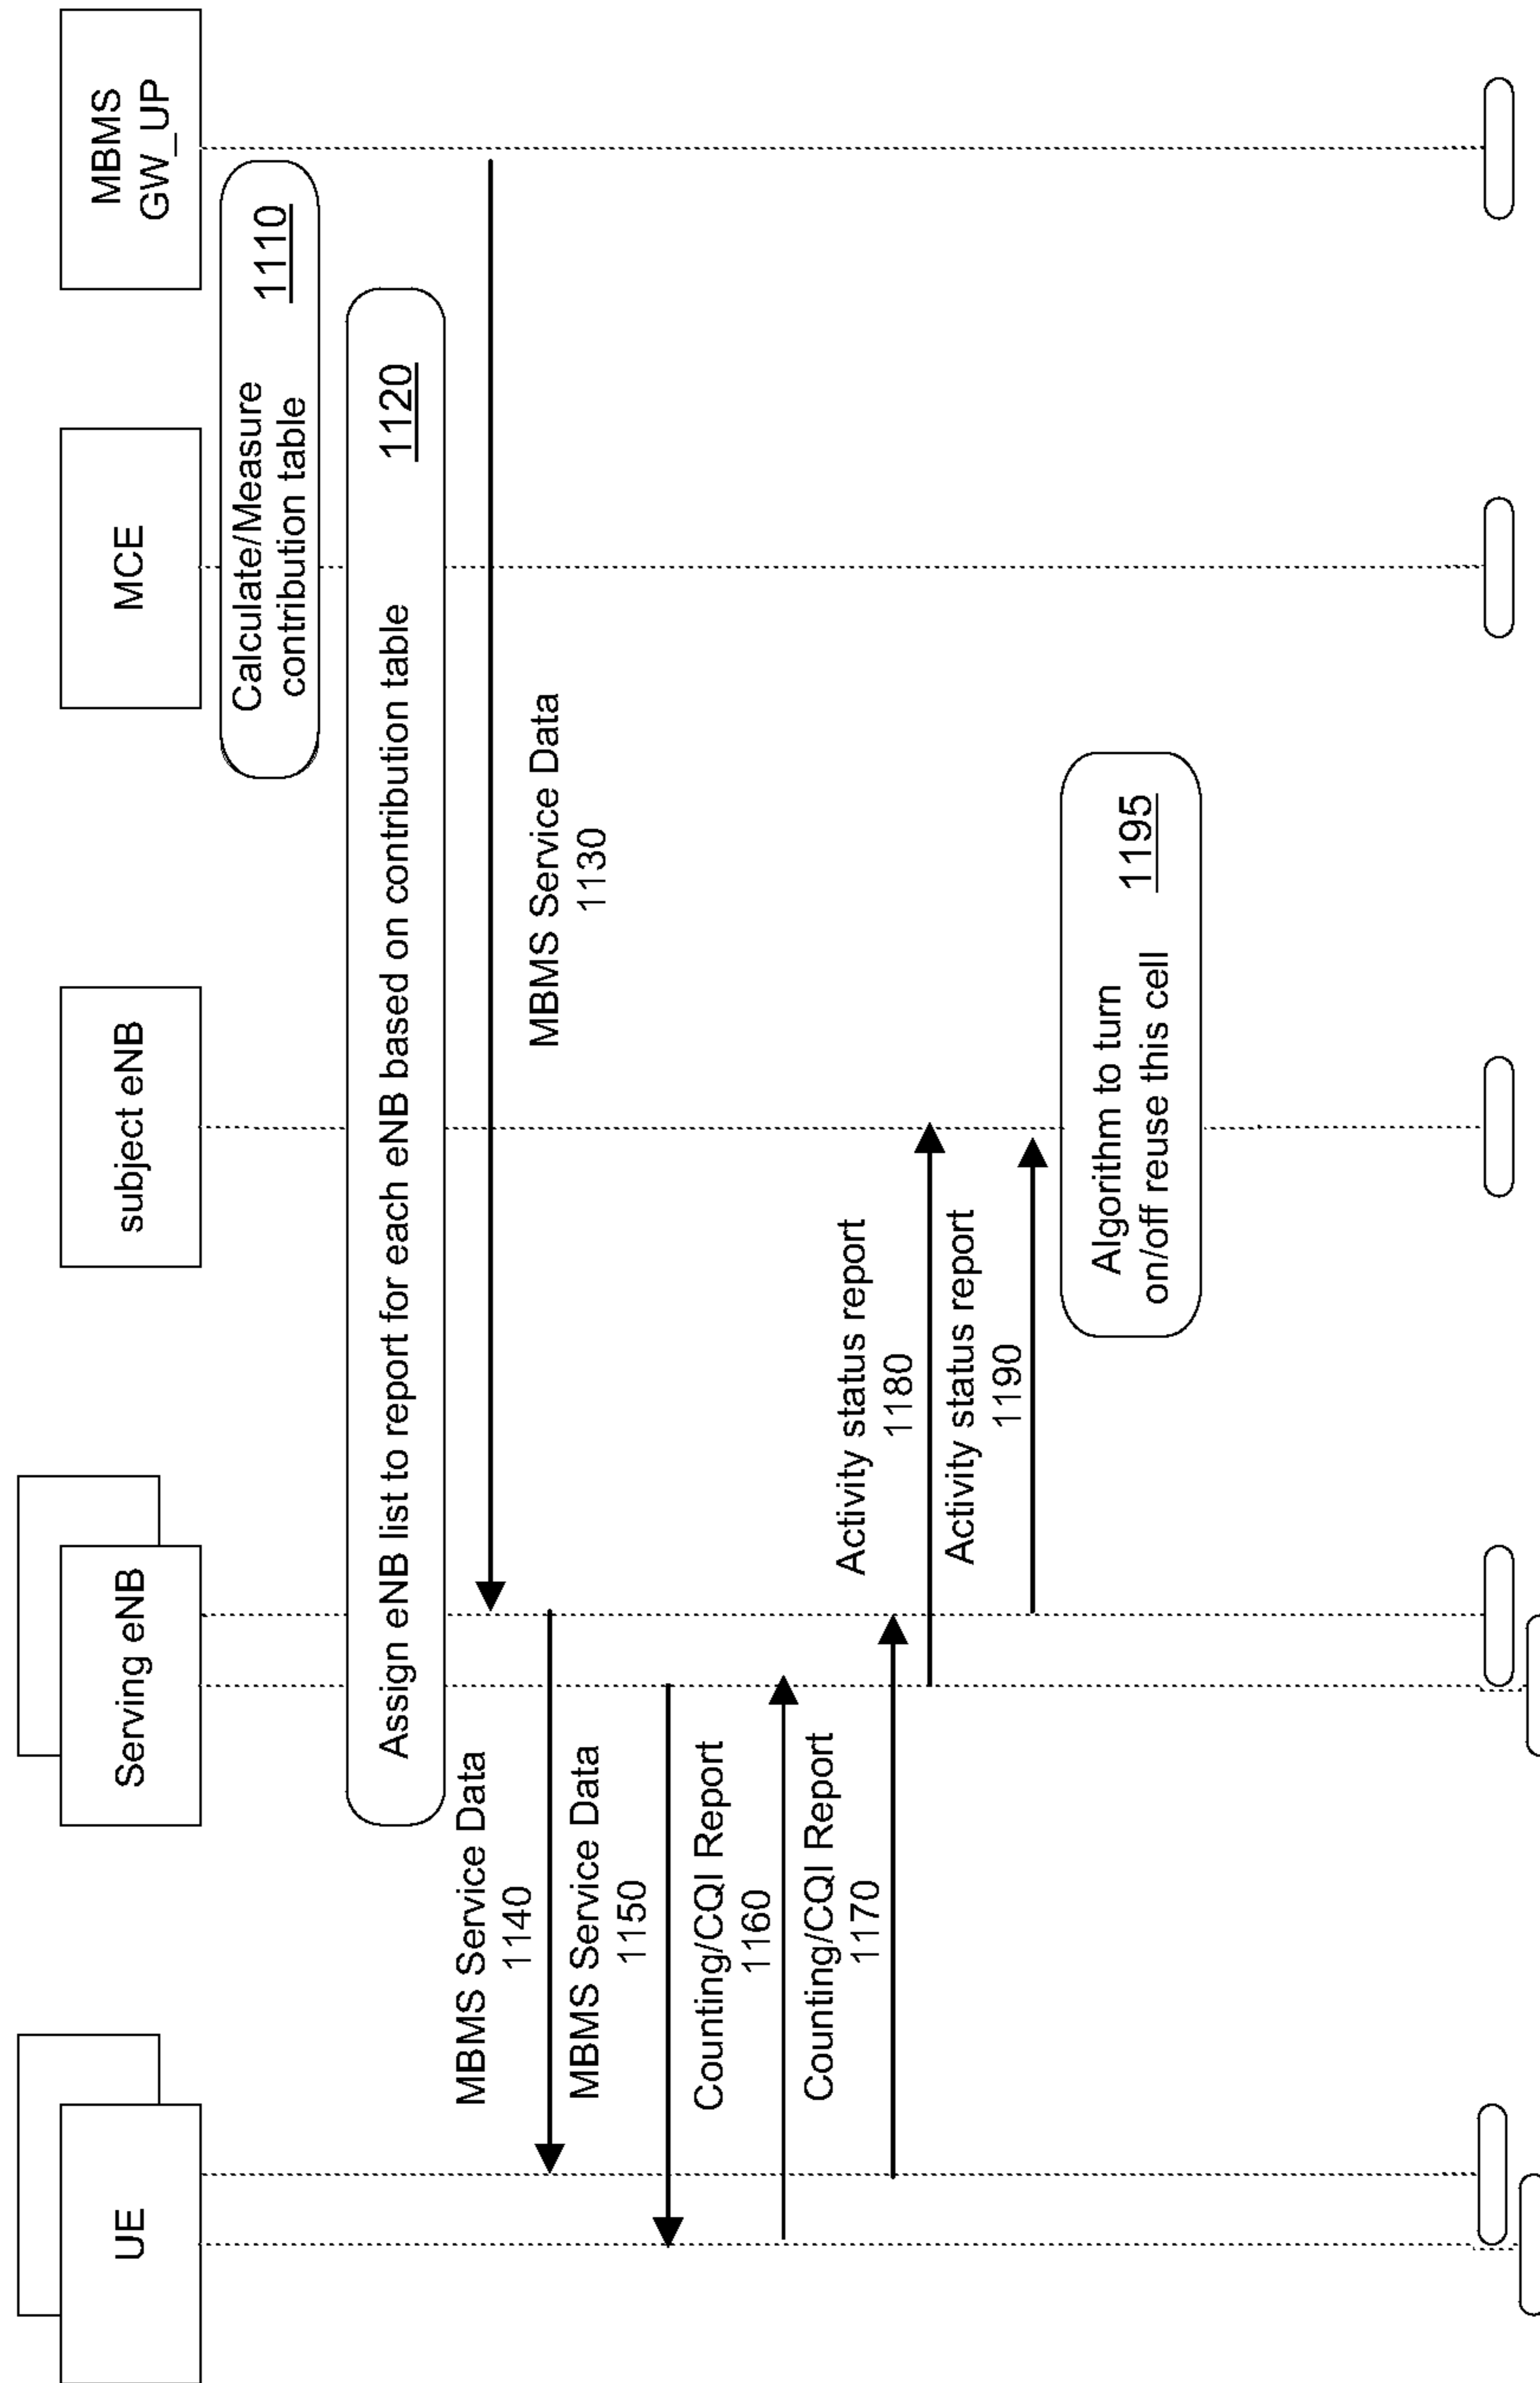 UE
Serving eNB
subject eNB
MCE
MBMS
GW_UP
Calculate/Measure
contribution table
1110
Assign eNB list to report for each eNB based on contribution table
1120
MBMS Service Data
1130
MBMS Service Data
1140
MBMS Service Data
1150
Counting/CQI Report
1160
Counting/CQI Report
1170
Activity status report
1180
Activity status report
1190
Algorithm to turn
on/off reuse this cell
1195